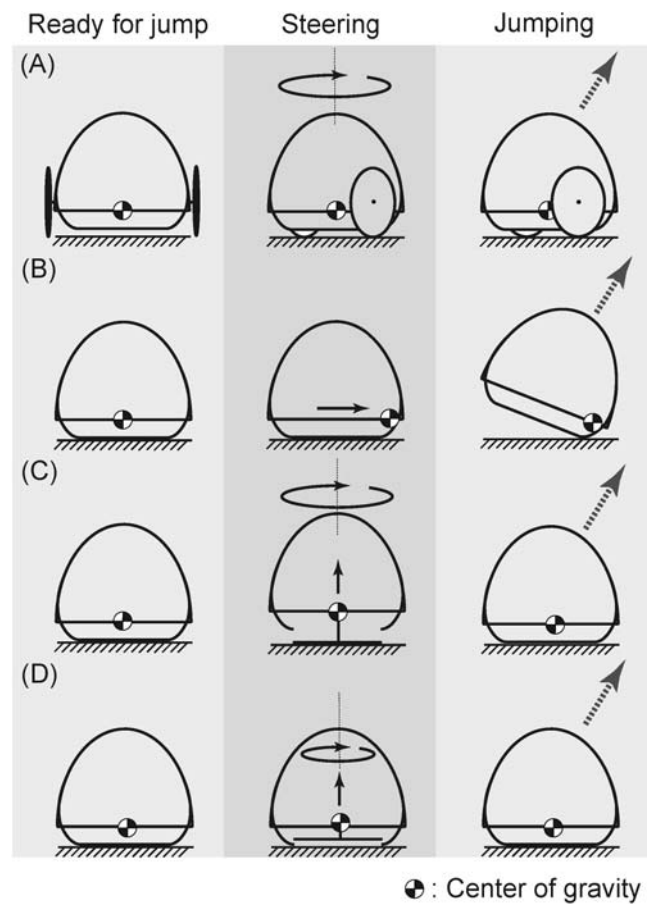 Ready for jump Steering Jumping
(A)
(B)
(C)
(D)
: Center of gravity